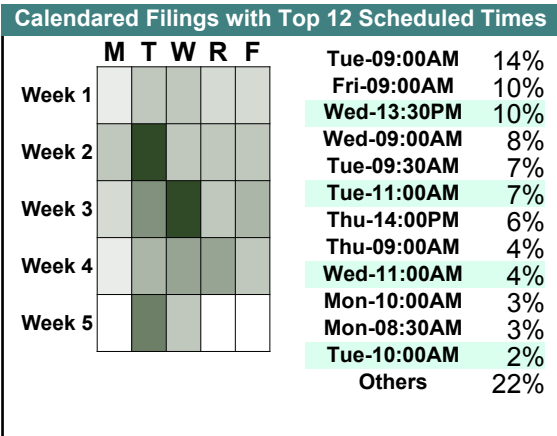 Calendared Filings with Top 12 Scheduled Times
M T W R F
Week 1
Week 2
Week 3
Week 4
Week 5
Tue-09:00AM 14%
Fri-09:00AM 10%
Wed-13:30PM 10%
Wed-09:00AM 8%
Tue-09:30AM 7%
Tue-11:00AM 7%
Thu-14:00PM 6%
Thu-09:00AM 4%
Wed-11:00AM 4%
Mon-10:00AM 3%
Mon-08:30AM 3%
Tue-10:00AM 2%
Others 22%